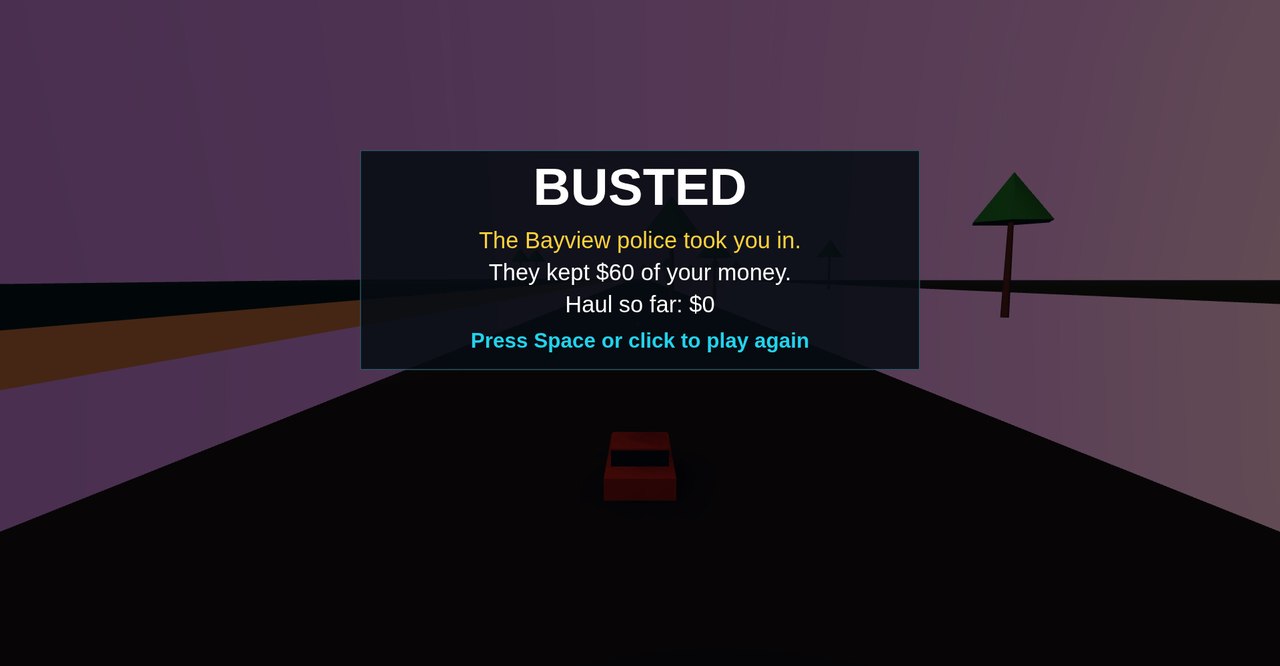 BUSTED
The Bayview police took you in.
They kept $60 of your money.
Haul so far: $0
Press Space or click to play again